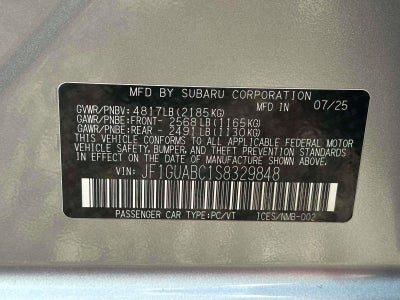 MFD BY SUBARU CORPORATION
GVWR/PNBV: 4817LB(2185KG) 07/25
GAWR/PNBE:FRONT- 2568LB(1165KG)
GAWR/PNBE:REAR - 2491LB(1130KG)
THIS VEHICLE CONFORMS TO ALL APPLICABLE FEDERAL MOTOR
VEHICLE SAFETY, BUMPER, AND THEFT PREVENTION STANDARDS
IN EFFECT ON THE DATE OF MANUFACTURE SHOWN ABOVE.
VIN: JF1GUABC1S8329848
PASSENGER CAR TYPE:PC/VT ICES/NMB-002